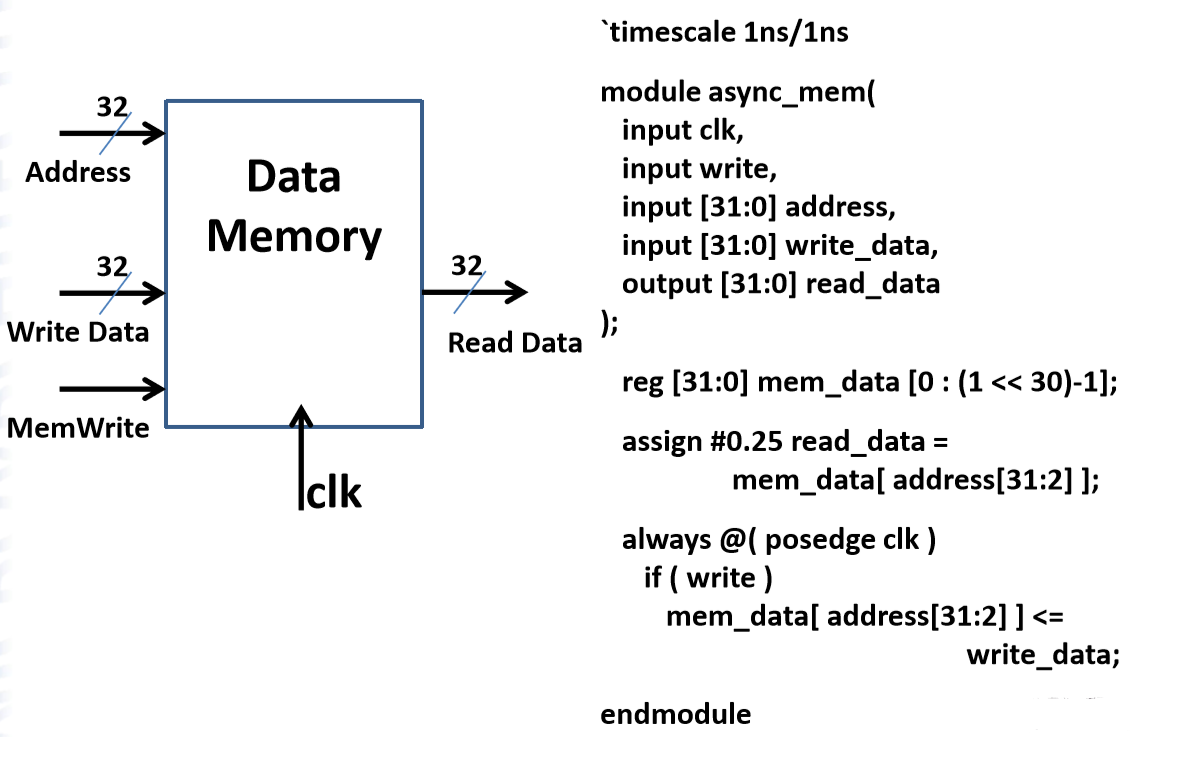 32
Address
32
Write Data
MemWrite
Data
Memory
clk
32
Read Data
`timescale 1ns/1ns
module async_mem(
input clk,
input write,
input [31:0] address,
input [31:0] write_data,
output [31:0] read_data
);
reg [31:0] mem_data [0 : (1 << 30)-1];
assign #0.25 read_data =
mem_data[ address[31:2] ];
always @( posedge clk )
if ( write )
mem_data[ address[31:2] ] <=
write_data;
endmodule